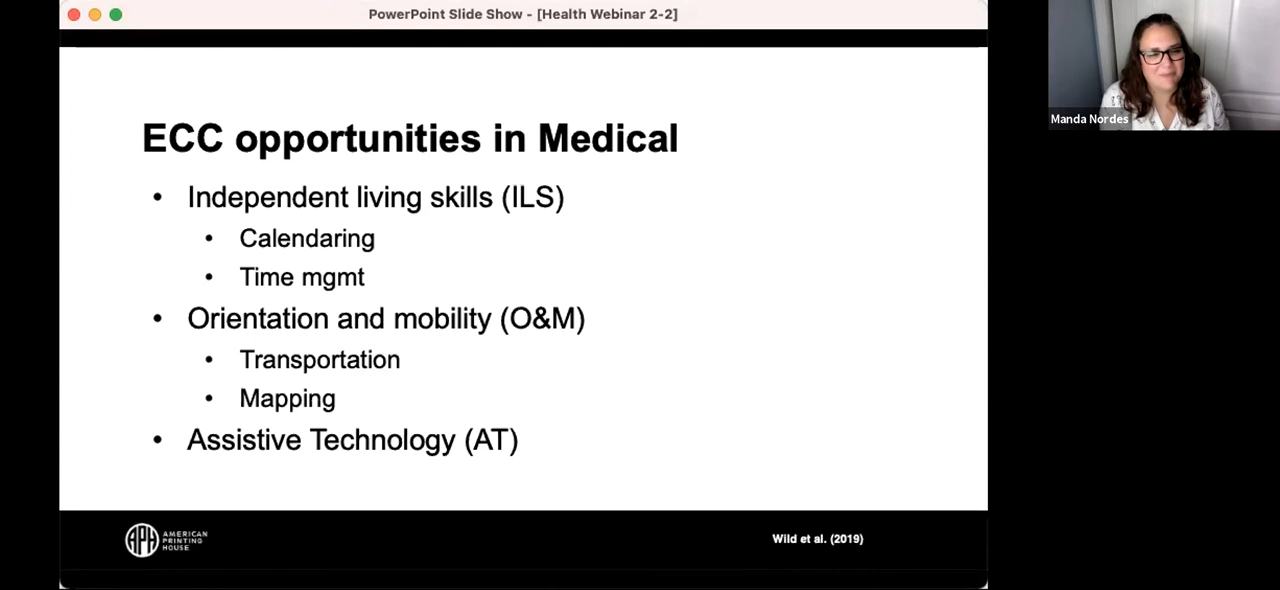 PowerPoint Slide Show - [Health Webinar 2-2]
Manda Nordes
ECC opportunities in Medical
• Independent living skills (ILS)
• Calendaring
• Time mgmt
• Orientation and mobility (O&M)
• Transportation
• Mapping
• Assistive Technology (AT)
APH
AMERICAN
PRINTING
HOUSE
Wild et al. (2019)